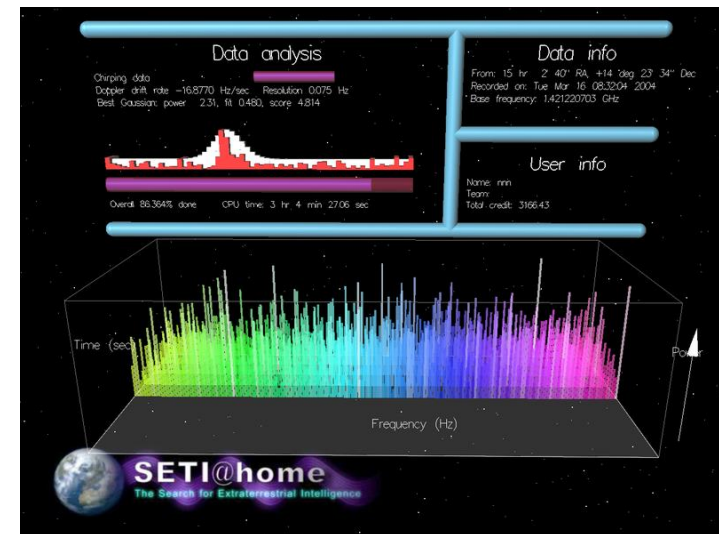 Data analysis
Chirping data
Doppler drift rate -16.8770 Hz/sec Resolution 0.075 Hz
Best Gaussian: power 2.31, fit 0.480, score 4.814
Overall 86.364% done CPU time: 3 hr 4 min 27.06 sec
Data info
From: 15 hr 2' 40'' RA, +14 deg 23' 34'' Dec
Recorded on: Tue Mar 16 08:32:04 2004
Base frequency: 1.421220703 GHz
User info
Name: nnn
Team:
Total credit: 3166.43
Time (sec)
Power
Frequency (Hz)
SETI@home
The Search for Extraterrestrial Intelligence